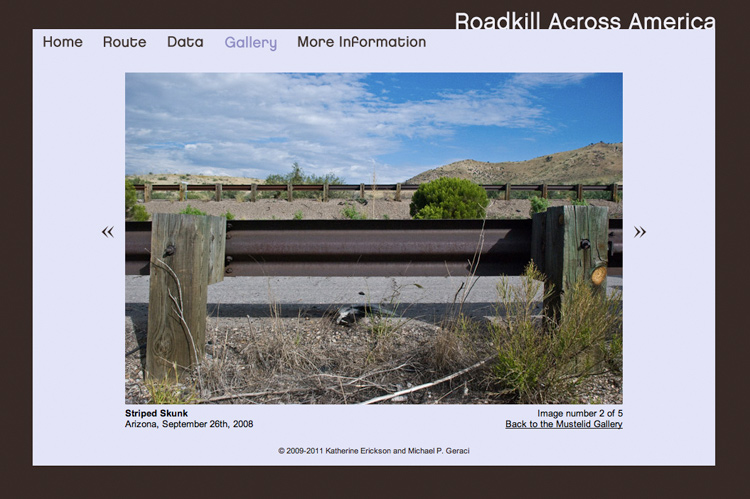 Roadkill Across America
Home Route Data Gallery More Information
«
»
Striped Skunk
Arizona, September 26th, 2008
Image number 2 of 5
Back to the Mustelid Gallery
© 2009-2011 Katherine Erickson and Michael P. Geraci